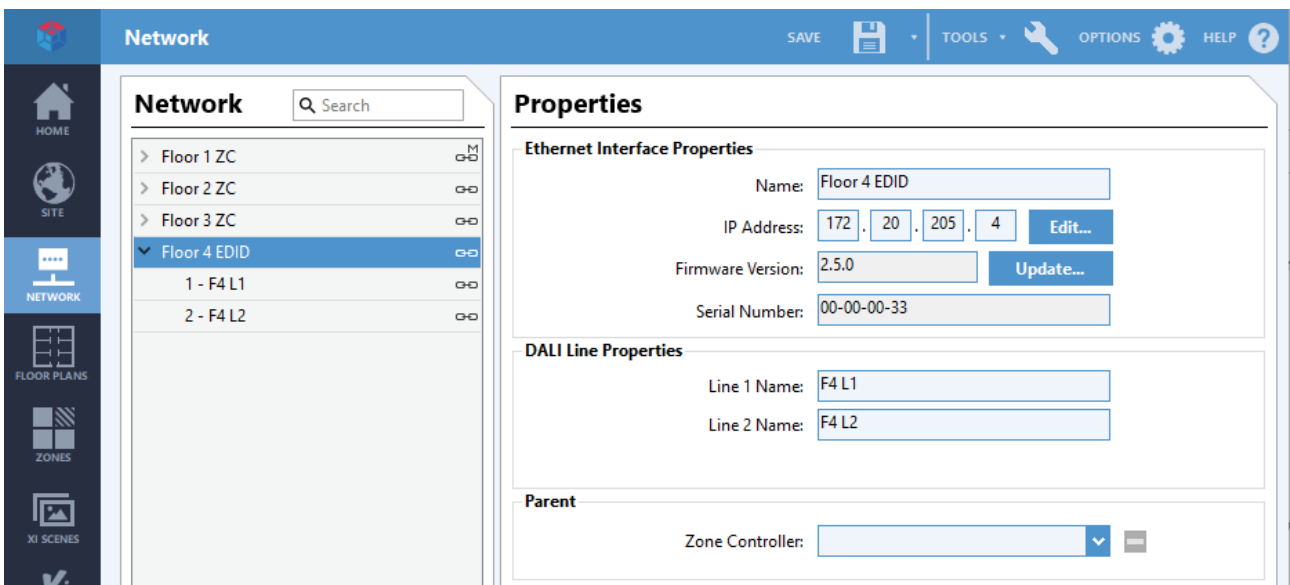 Network
SAVE
TOOLS
OPTIONS
HELP
?
HOME
SITE
NETWORK
FLOOR PLANS
ZONES
XI SCENES
Network
Search
Floor 1 ZC
M
Floor 2 ZC
Floor 3 ZC
Floor 4 EDID
1 - F4 L1
2 - F4 L2
Properties
Ethernet Interface Properties
Name: Floor 4 EDID
IP Address: 172 . 20 . 205 . 4 Edit...
Firmware Version: 2.5.0 Update...
Serial Number: 00-00-00-33
DALI Line Properties
Line 1 Name: F4 L1
Line 2 Name: F4 L2
Parent
Zone Controller: